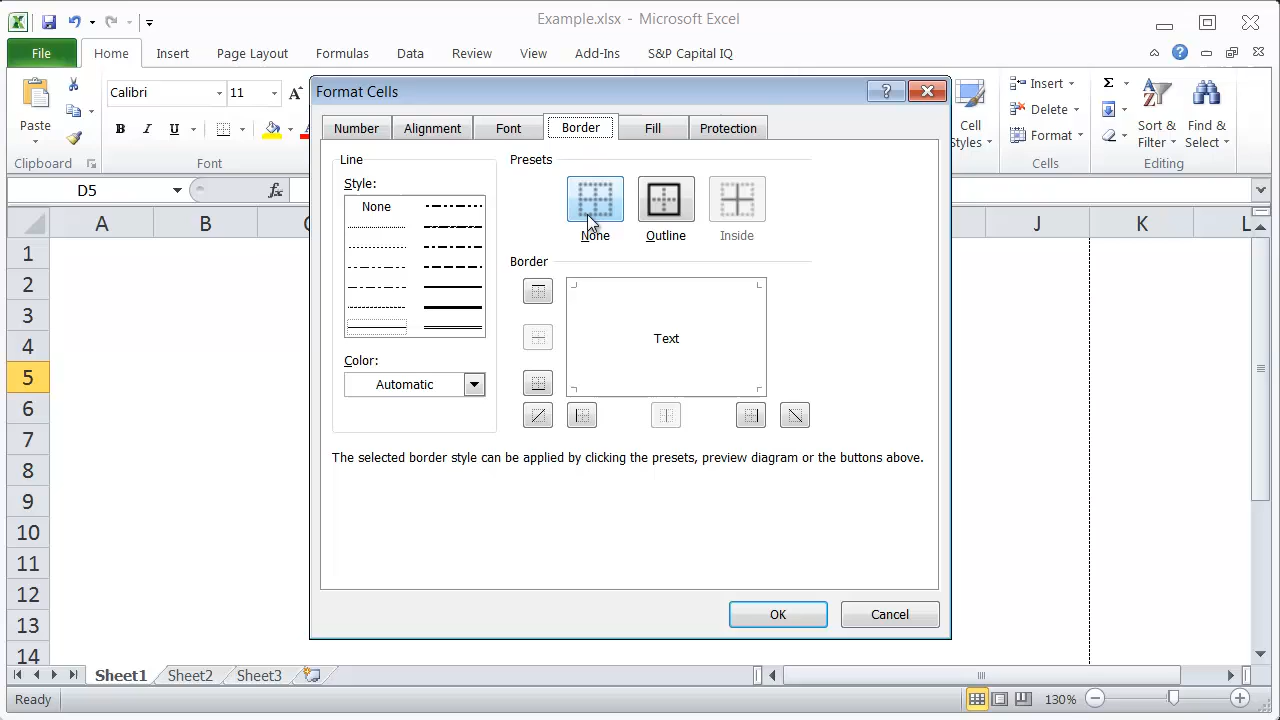 Example.xlsx - Microsoft Excel
File Home Insert Page Layout Formulas Data Review View Add-Ins S&P Capital IQ
Paste
Clipboard
Calibri 11 A
B I U
Font
Cell
Styles
Insert
Delete
Format
Cells
Σ
Sort &
Filter
Find &
Select
Editing
D5 fx
A B C J K L
1
2
3
4
5
6
7
8
9
10
11
12
13
14
Format Cells
Number Alignment Font Border Fill Protection
Line
Style:
None
Color:
Automatic
Presets
None Outline Inside
Border
Text
The selected border style can be applied by clicking the presets, preview diagram or the buttons above.
OK Cancel
Sheet1 Sheet2 Sheet3
Ready 130%